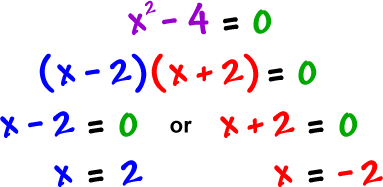 x² - 4 = 0
(x - 2)(x + 2) = 0
x - 2 = 0 or x + 2 = 0
x = 2 x = - 2